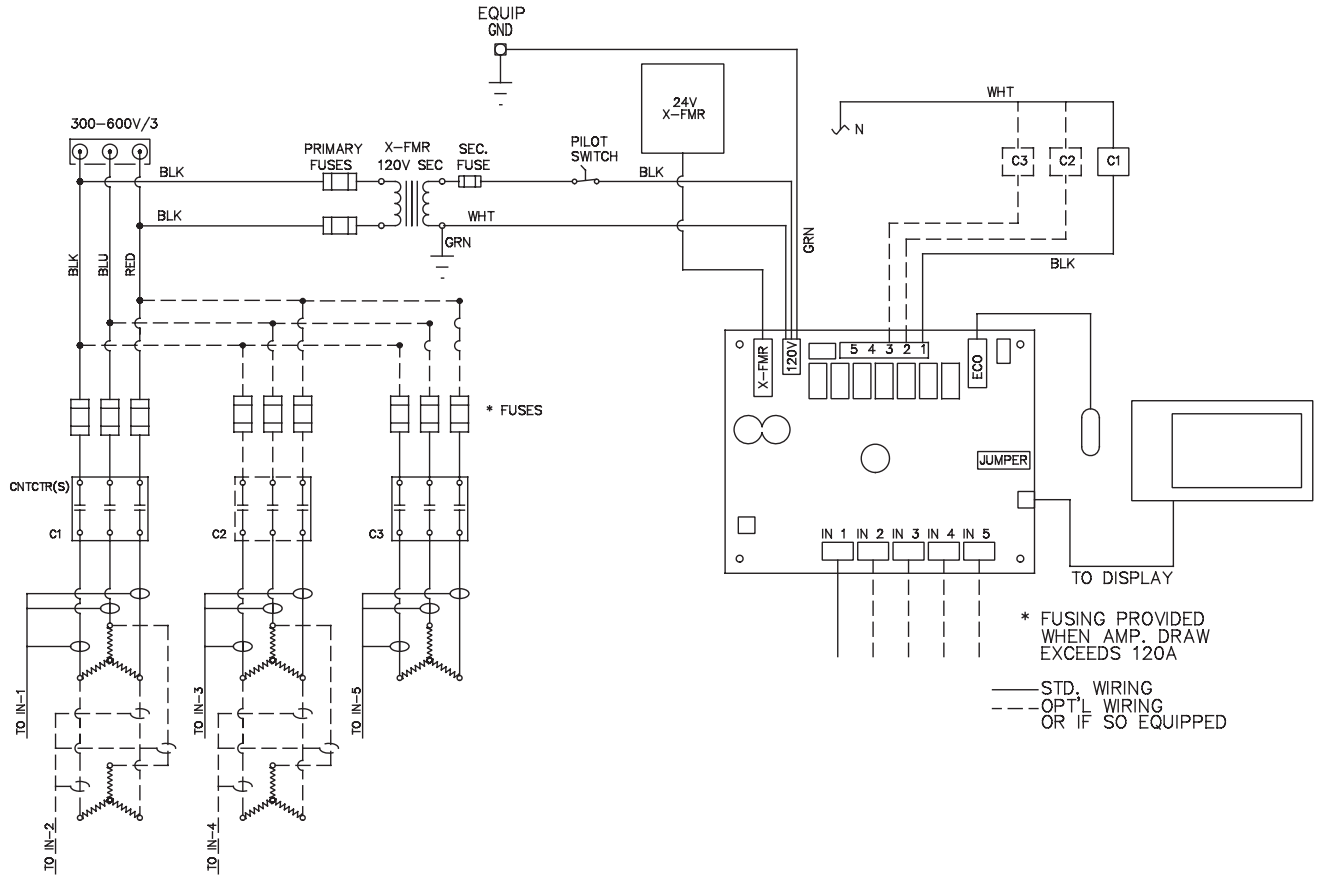 EQUIP
GND
300-600V/3
PRIMARY
FUSES
X-FMR
120V SEC
SEC.
FUSE
PILOT
SWITCH
24V
X-FMR
WHT
N
C3
C2
C1
BLK
BLK
BLK
WHT
GRN
GRN
BLK
BLK
BLU
RED
X-FMR
120V
5 4 3 2 1
ECO
* FUSES
JUMPER
CNTCTR(S)
C1
C2
C3
IN 1 IN 2 IN 3 IN 4 IN 5
TO DISPLAY
* FUSING PROVIDED
WHEN AMP. DRAW
EXCEEDS 120A
STD. WIRING
OPT'L WIRING
OR IF SO EQUIPPED
TO IN-1
TO IN-3
TO IN-5
TO IN-2
TO IN-4